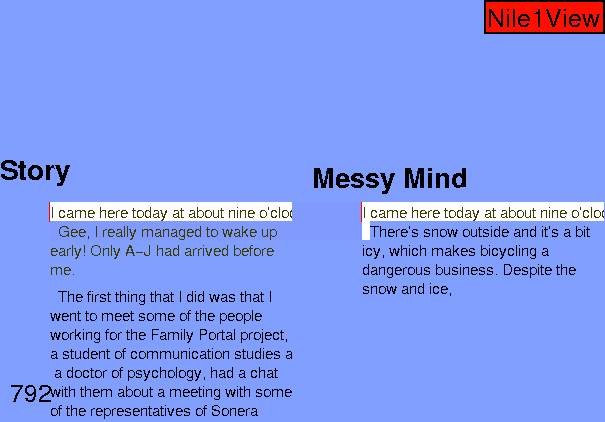 Nile1View
Story
I came here today at about nine o'cloc
Gee, I really managed to wake up
early! Only A–J had arrived before
me.
The first thing that I did was that I
went to meet some of the people
working for the Family Portal project,
a student of communication studies a
a doctor of psychology, had a chat
with them about a meeting with some
of the representatives of Sonera
792
Messy Mind
I came here today at about nine o'cloc
There's snow outside and it's a bit
icy, which makes bicycling a
dangerous business. Despite the
snow and ice,